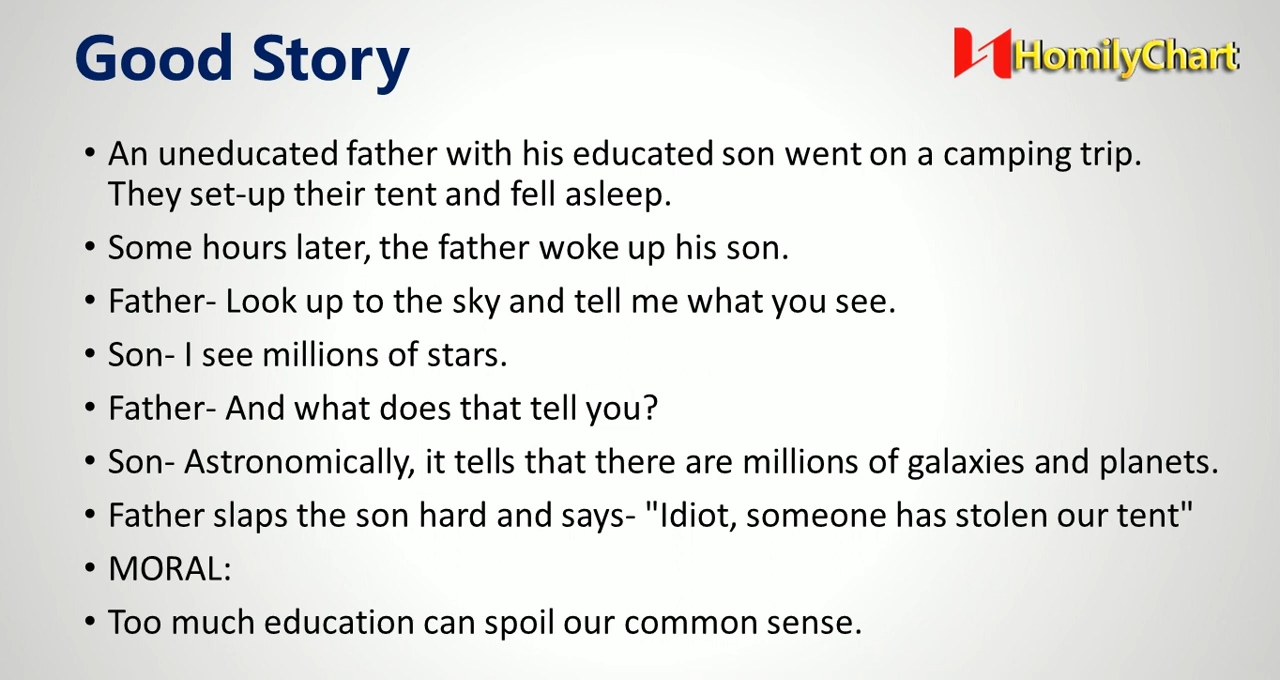 Good Story
HomilyChart
• An uneducated father with his educated son went on a camping trip.
They set-up their tent and fell asleep.
• Some hours later, the father woke up his son.
• Father- Look up to the sky and tell me what you see.
• Son- I see millions of stars.
• Father- And what does that tell you?
• Son- Astronomically, it tells that there are millions of galaxies and planets.
• Father slaps the son hard and says- "Idiot, someone has stolen our tent"
• MORAL:
• Too much education can spoil our common sense.